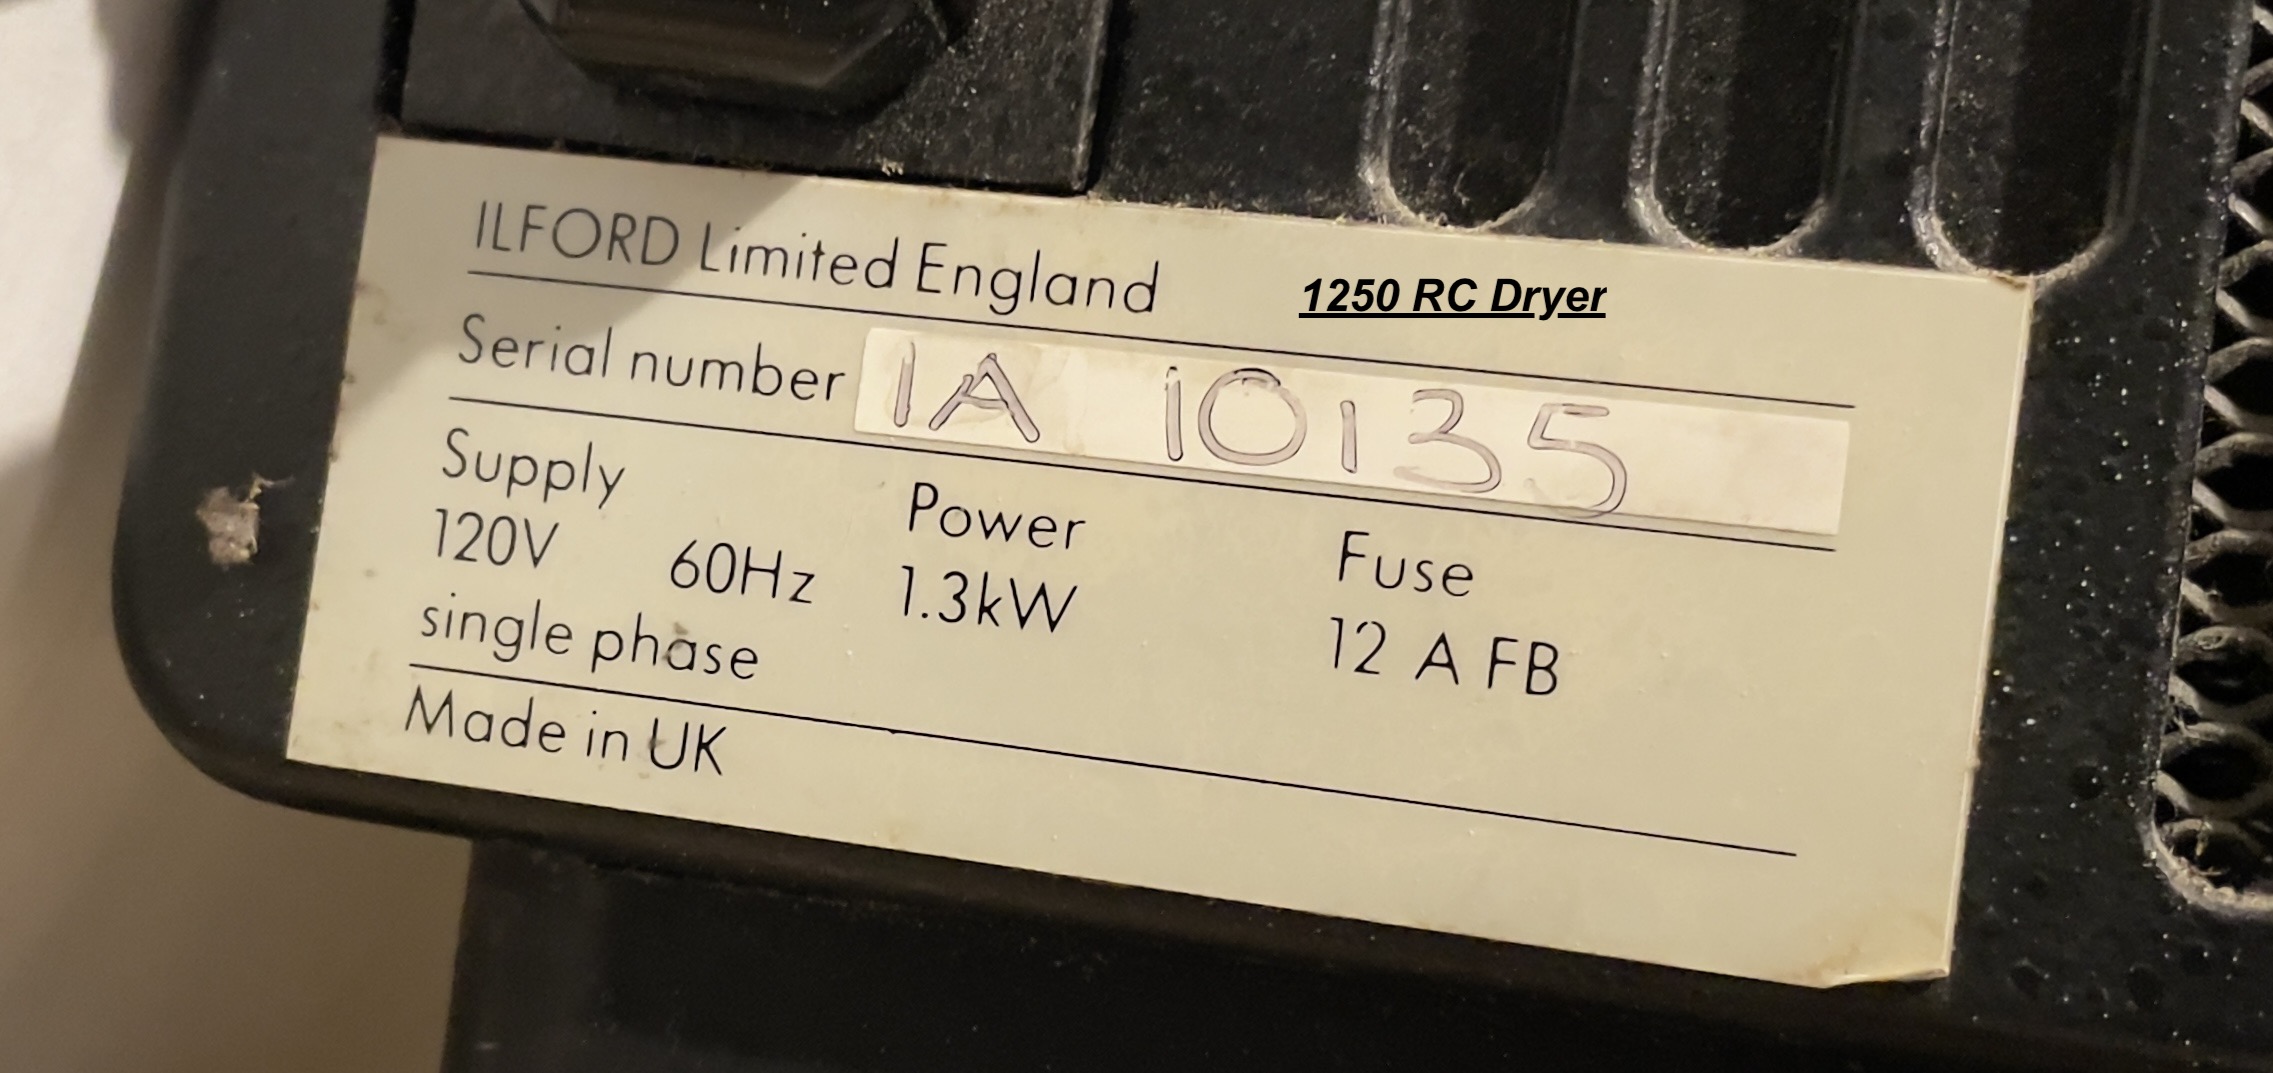 ILFORD Limited England 1250 RC Dryer
Serial number 1A 10135
Supply Power Fuse
120V 60Hz 1.3kW 12 A FB
single phase
Made in UK